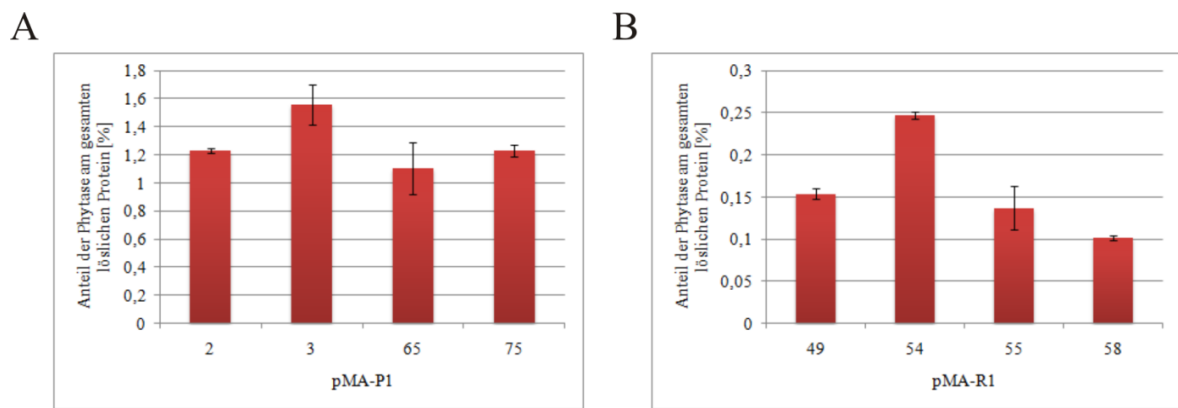 A
Anteil der Phytase am gesamten
löslichen Protein [%]
1,8
1,6
1,4
1,2
1
0,8
0,6
0,4
0,2
0
2 3 65 75
pMA-P1
B
Anteil der Phytase am gesamten
löslichen Protein [%]
0,3
0,25
0,2
0,15
0,1
0,05
0
49 54 55 58
pMA-R1